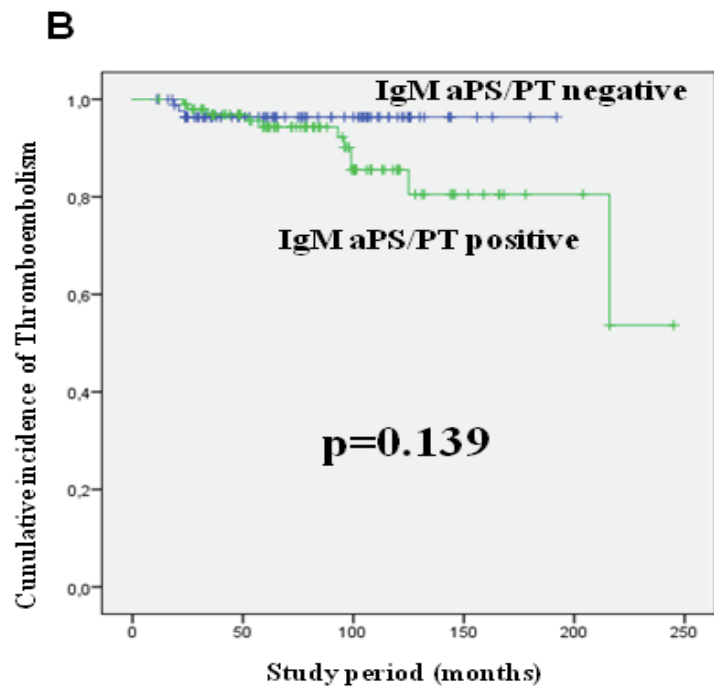 B
IgM aPS/PT negative
IgM aPS/PT positive
p=0.139
Cunulative incidence of Thromboembolism
1,0
0,8
0,6
0,4
0,2
0,0
0 50 100 150 200 250
Study period (months)